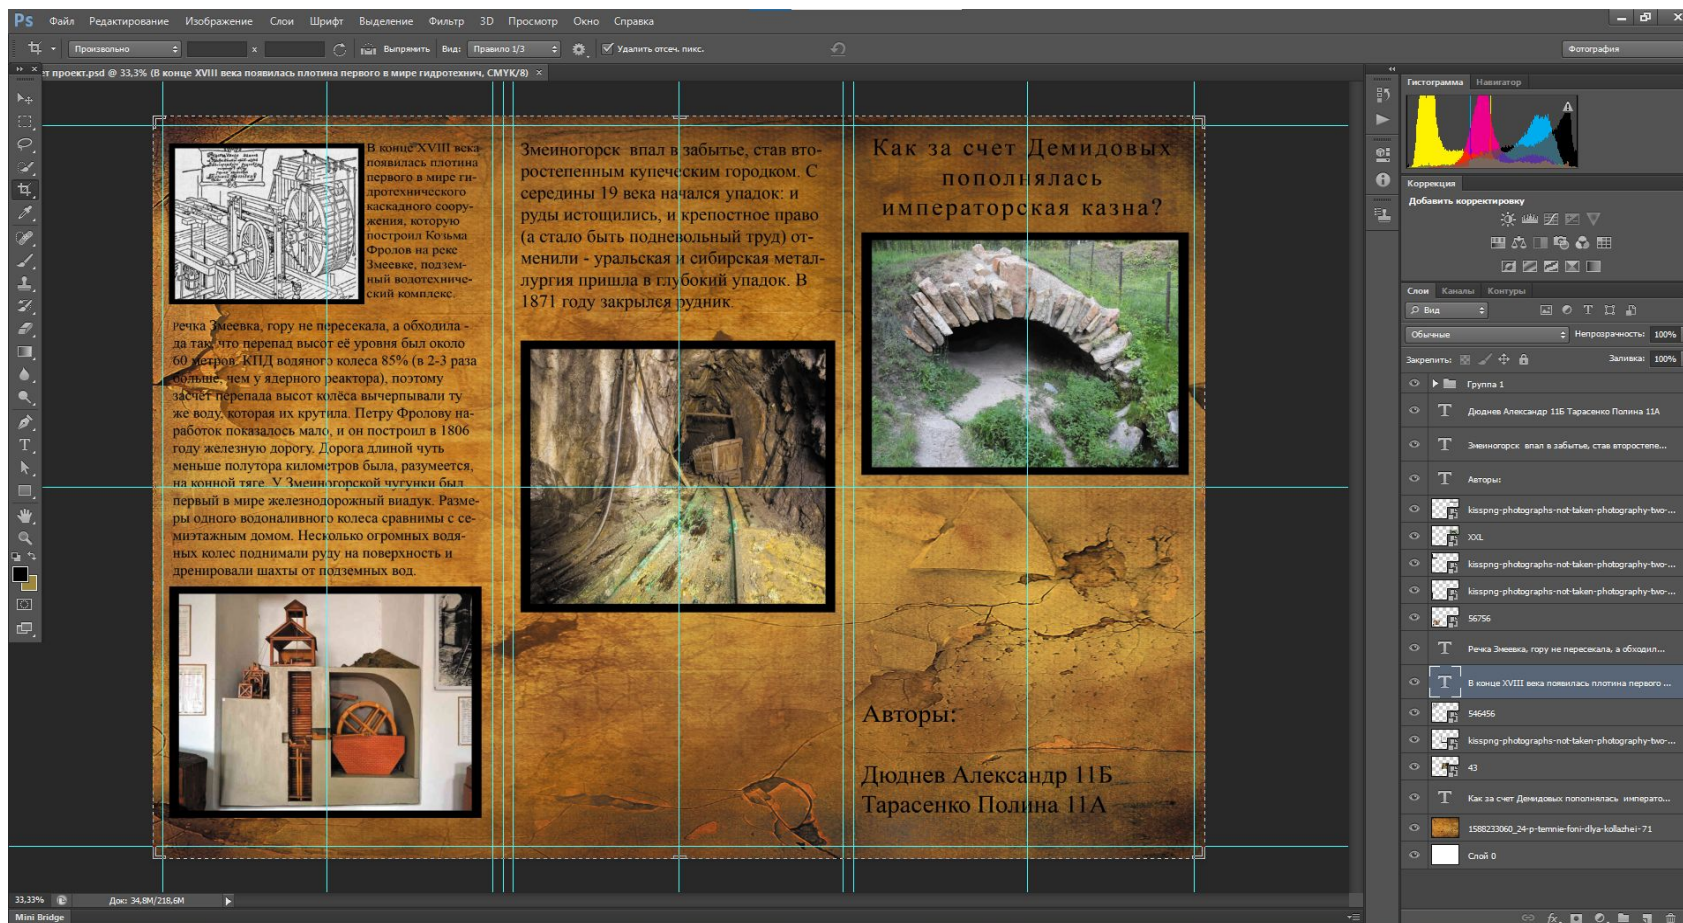 Ps Файл Редактирование Изображение Слои Шрифт Выделение Фильтр 3D Просмотр Окно Справка
Произвольно x Выпрямить Вид: Правило 1/3 Удалить отсеч. пикс. Фотография
ет проект.psd @ 33,3% (В конце XVIII века появилась плотина первого в мире гидротехнич, CMYK/8) ×
В конце XVIII века
появилась плотина
первого в мире ги-
дротехнического
каскадного соору-
жения, которую
построил Козьма
Фролов на реке
Змеевке, подзем-
ный водотехниче-
ский комплекс.
Речка Змеевка, гору не пересекала, а обходила -
да так, что перепад высот её уровня был около
60 метров. КПД водяного колеса 85% (в 2-3 раза
больше, чем у ядерного реактора), поэтому
засчёт перепада высот колёса вычерпывали ту
же воду, которая их крутила. Петру Фролову на-
работок показалось мало, и он построил в 1806
году железную дорогу. Дорога длиной чуть
меньше полутора километров была, разумеется,
на конной тяге. У Змеиногорской чугунки был
первый в мире железнодорожный виадук. Разме-
ры одного водоналивного колеса сравнимы с се-
миэтажным домом. Несколько огромных водя-
ных колес поднимали руду на поверхность и
дренировали шахты от подземных вод.
Змеиногорск впал в забытье, став вто-
ростепенным купеческим городком. С
середины 19 века начался упадок: и
руды истощились, и крепостное право
(а стало быть подневольный труд) от-
менили - уральская и сибирская метал-
лургия пришла в глубокий упадок. В
1871 году закрылся рудник.
Как за счет Демидовых
пополнялась
императорская казна?
Авторы:
Дюднев Александр 11Б
Тарасенко Полина 11А
Гистограмма Навигатор
Коррекция
Добавить корректировку
Слои Каналы Контуры
Вид
Обычные Непрозрачность: 100%
Закрепить: Заливка: 100%
Группа 1
Дюднев Александр 11Б Тарасенко Полина 11А
Змеиногорск впал в забытье, став второстепе...
Авторы:
kisspng-photographs-not-taken-photography-two-...
XXL
kisspng-photographs-not-taken-photography-two-...
kisspng-photographs-not-taken-photography-two-...
56756
Речка Змеевка, гору не пересекала, а обходил...
В конце XVIII века появилась плотина первого ...
546456
kisspng-photographs-not-taken-photography-two-...
43
Как за счет Демидовых пополнялась императо...
1588233060_24-p-temnie-foni-dlya-kollazhei-71
Слой 0
33,33% Док: 34,8M/218,6M
Mini Bridge